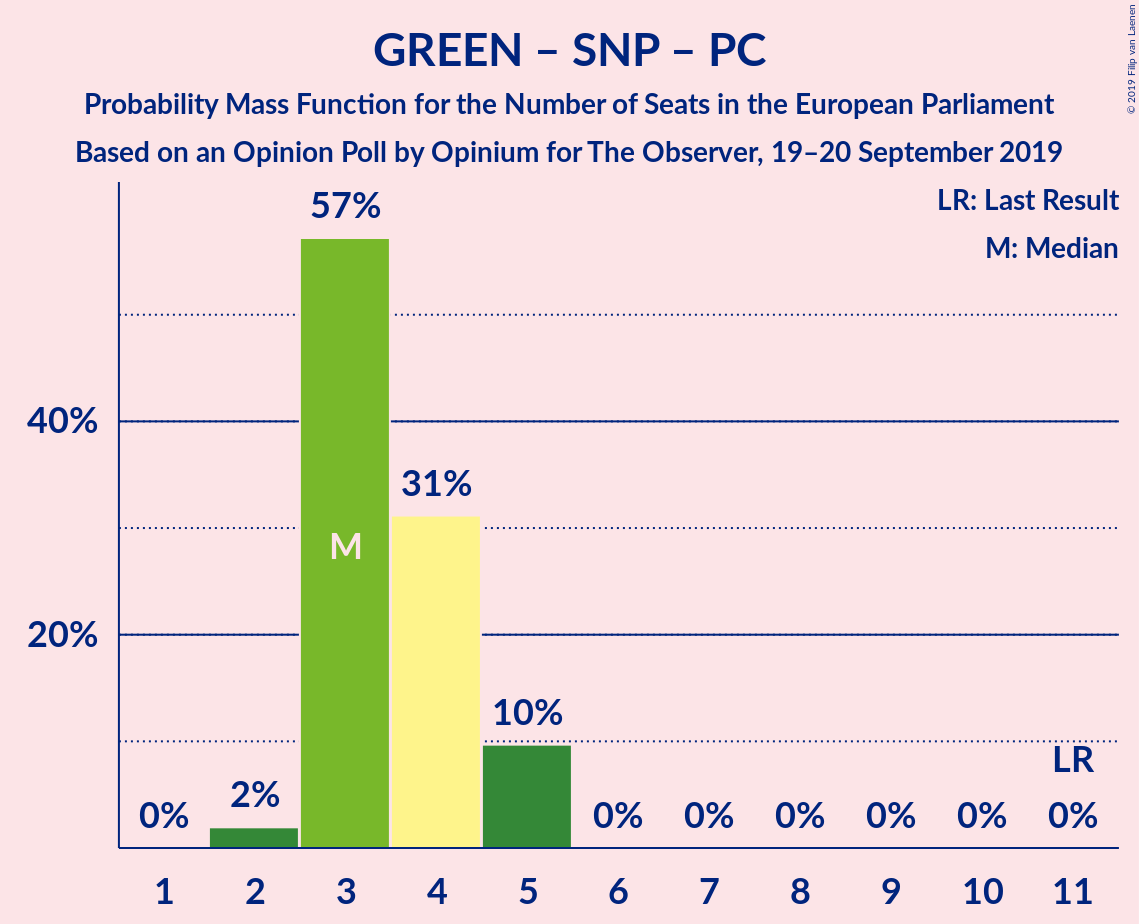 GREEN – SNP – PC
Probability Mass Function for the Number of Seats in the European Parliament
Based on an Opinion Poll by Opinium for The Observer, 19–20 September 2019
© 2019 Filip van Laenen
LR: Last Result
M: Median
57%
40%
31%
M
20%
10%
LR
2%
0%
0%
0%
0%
0%
0%
0%
1 2 3 4 5 6 7 8 9 10 11